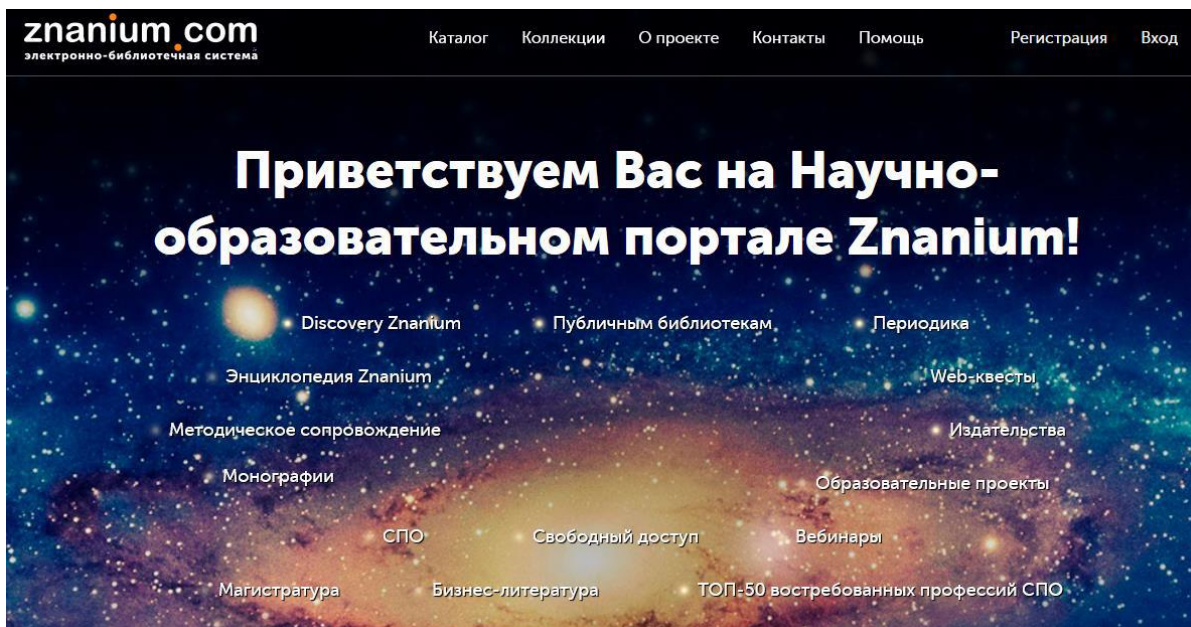 znanium.com
электронно-библиотечная система
Каталог Коллекции О проекте Контакты Помощь Регистрация Вход
Приветствуем Вас на Научно-
образовательном портале Znanium!
Discovery Znanium Публичным библиотекам Периодика
Энциклопедия Znanium Web-квесты
Методическое сопровождение Издательства
Монографии Образовательные проекты
СПО Свободный доступ Вебинары
Магистратура Бизнес-литература ТОП-50 востребованных профессий СПО